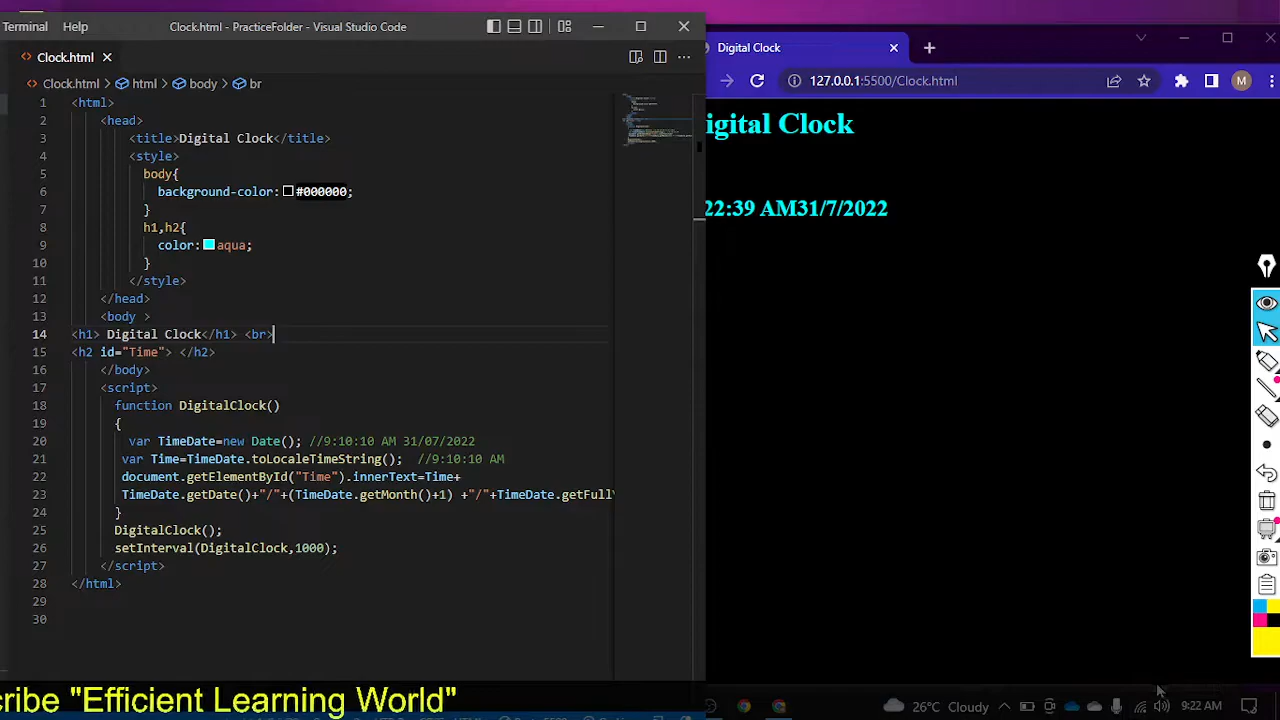 Terminal Help Clock.html - PracticeFolder - Visual Studio Code
Clock.html
Clock.html html body br
1 <html>
2 <head>
3 <title>Digital Clock</title>
4 <style>
5 body{
6 background-color: #000000;
7 }
8 h1,h2{
9 color: aqua;
10 }
11 </style>
12 </head>
13 <body >
14 <h1> Digital Clock</h1> <br>
15 <h2 id="Time"> </h2>
16 </body>
17 <script>
18 function DigitalClock()
19 {
20 var TimeDate=new Date(); //9:10:10 AM 31/07/2022
21 var Time=TimeDate.toLocaleTimeString(); //9:10:10 AM
22 document.getElementById("Time").innerText=Time+
23 TimeDate.getDate()+"/"+(TimeDate.getMonth()+1) +"/"+TimeDate.getFull
24 }
25 DigitalClock();
26 setInterval(DigitalClock,1000);
27 </script>
28 </html>
29
30
Digital Clock
127.0.0.1:5500/Clock.html
M
igital Clock
22:39 AM31/7/2022
cribe "Efficient Learning World"
26°C Cloudy 9:22 AM